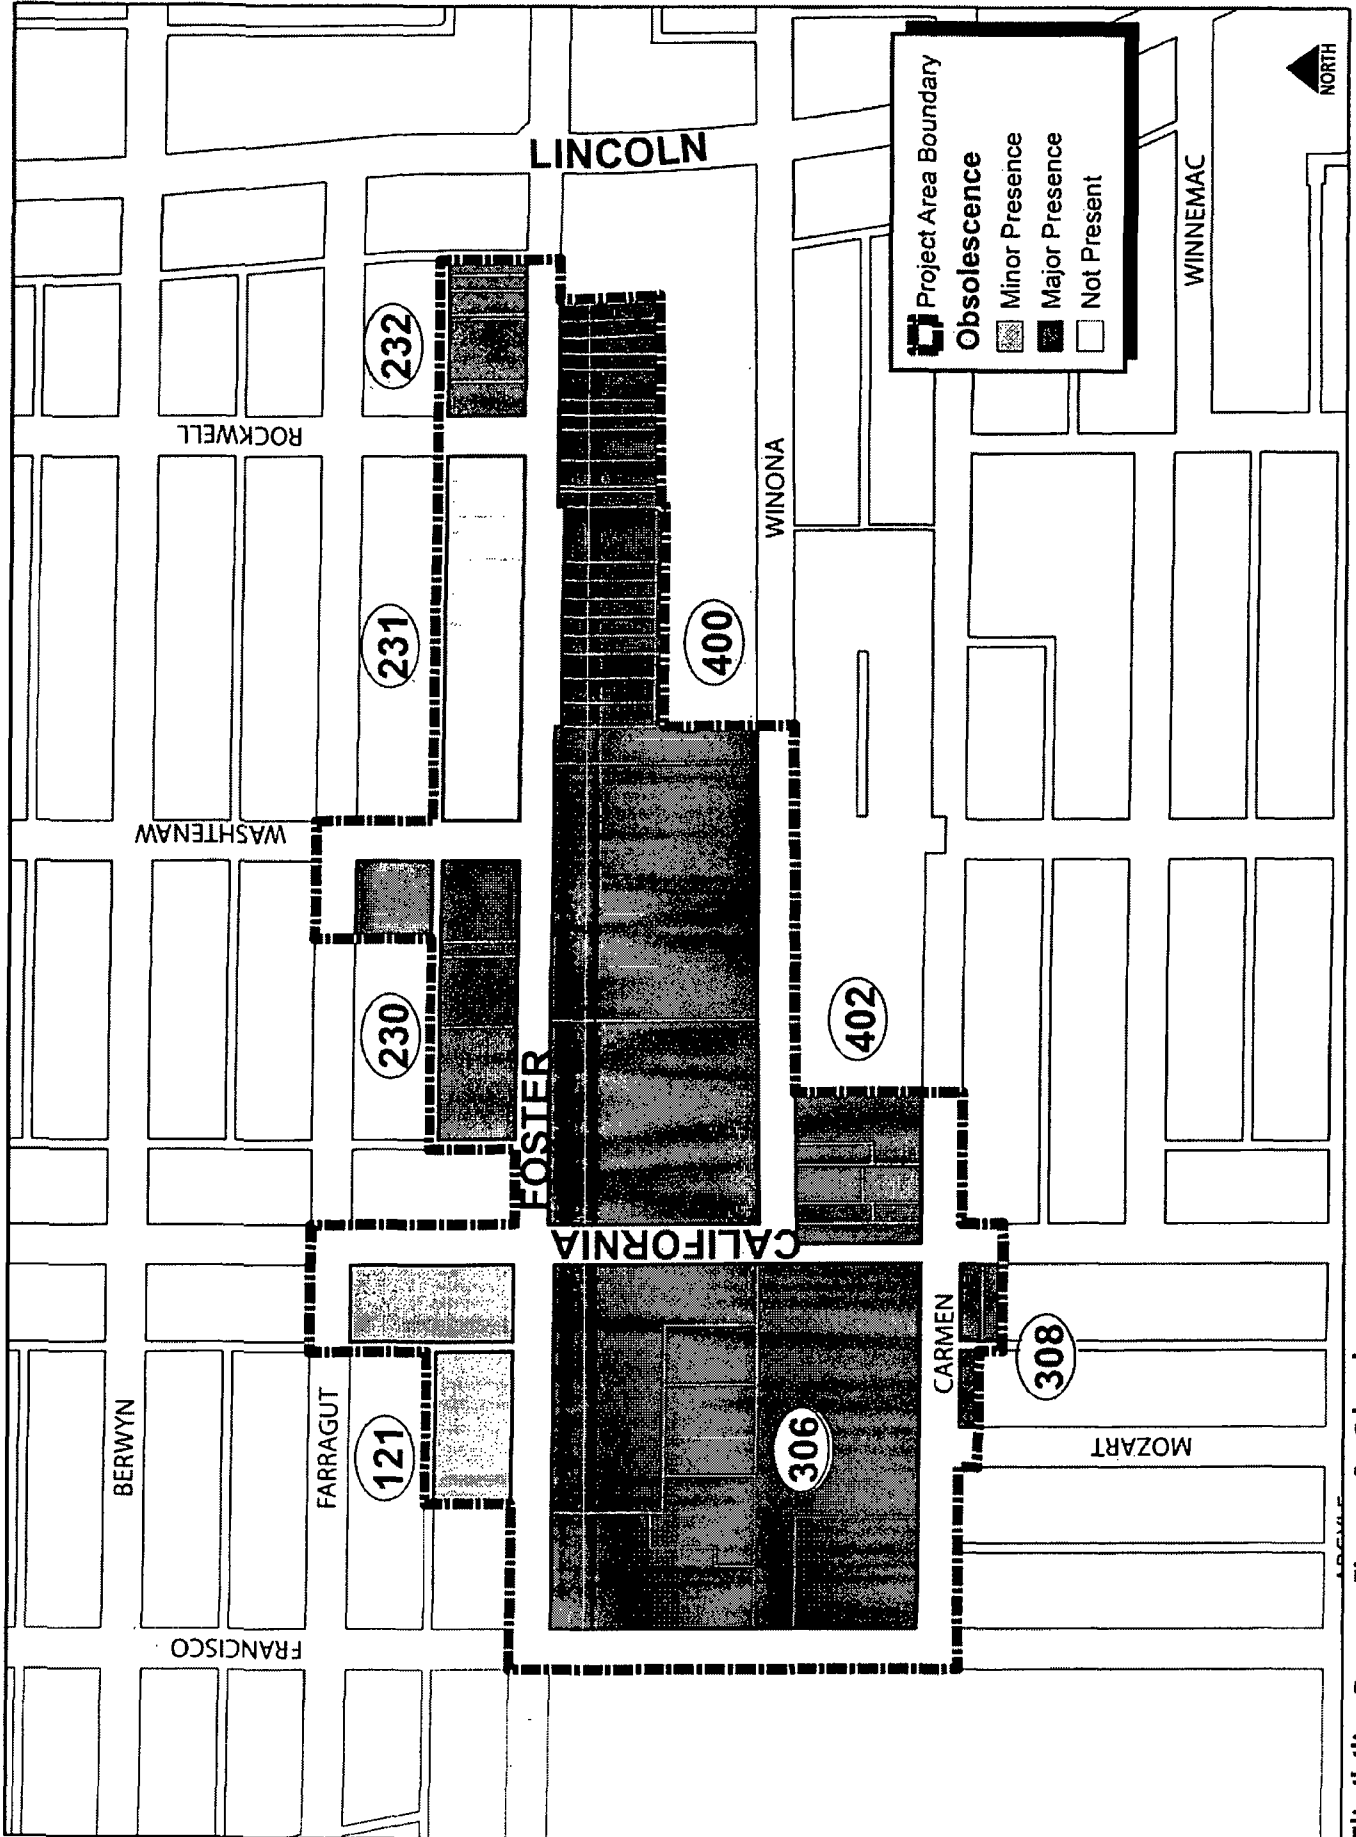 LINCOLN
232
ROCKWELL
231
WASHTENAW
230
FOSTER
CALIFORNIA
121
FARRAGUT
BERWYN
FRANCISCO
400
WINONA
402
306
CARMEN
308
MOZART
WINNEMAC
Project Area Boundary
Obsolescence
Minor Presence
Major Presence
Not Present
NORTH